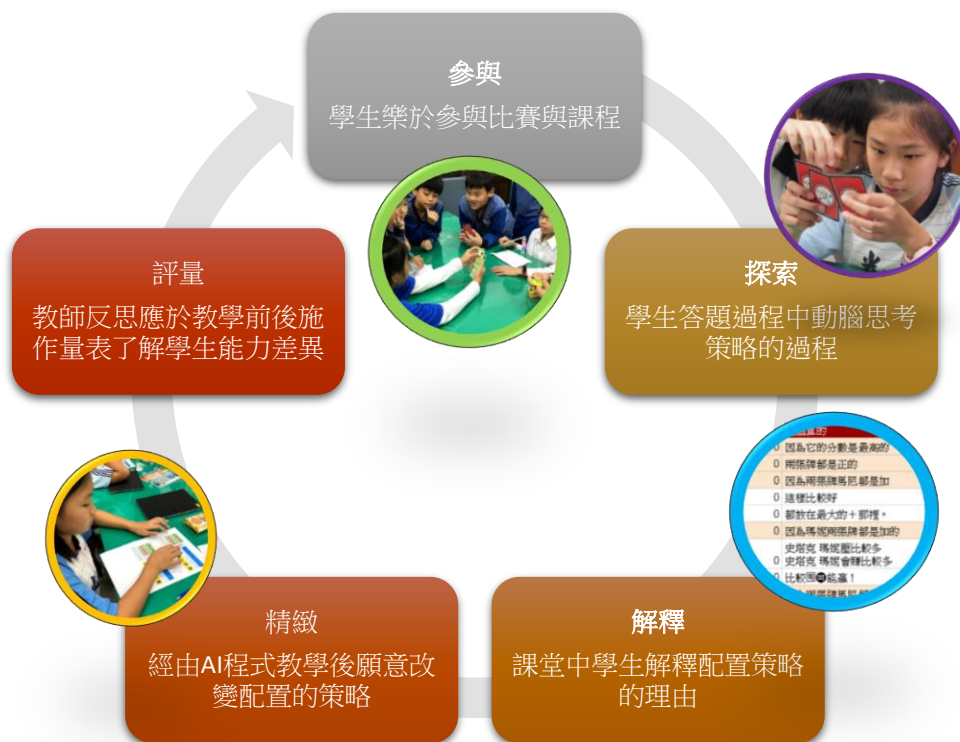 參與
學生樂於參與比賽與課程
探索
學生答題過程中動腦思考
策略的過程
解釋
課堂中學生解釋配置策略
的理由
精緻
經由AI程式教學後願意改
變配置的策略
評量
教師反思應於教學前後施
作量表了解學生能力差異
0 因為它的分數是最高的
0 兩張牌都是正的
0 因為兩張牌馬尼都是加
0 這樣比較好
0 都放在最大的+那裡。
0 因為瑪妮兩張牌都是加的
史塔克 瑪妮壓比較多
0 史塔克 瑪妮會賺比較多